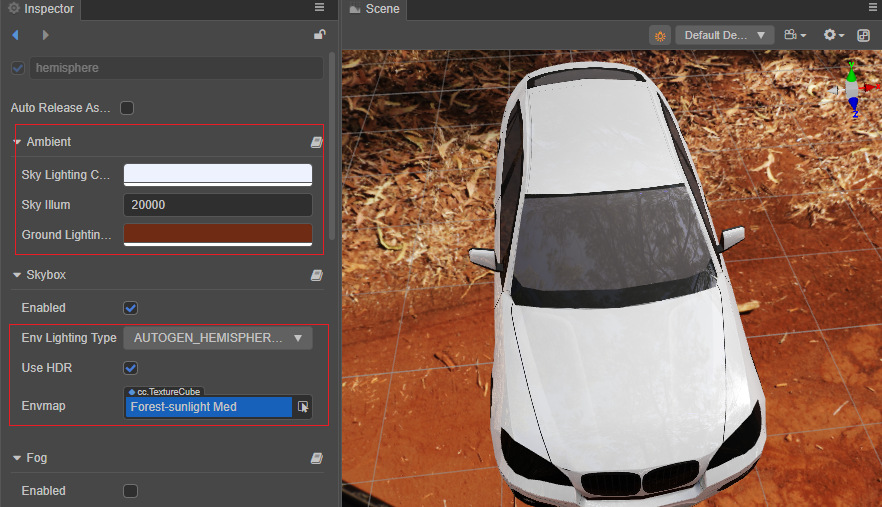 Inspector
Scene
Default De...
hemisphere
Auto Release As...
Ambient
Sky Lighting C...
Sky Illum
20000
Ground Lightin...
Skybox
Enabled
Env Lighting Type
AUTOGEN_HEMISPHER...
Use HDR
cc.TextureCube
Envmap
Forest-sunlight Med
Fog
Enabled
Y
X
Z